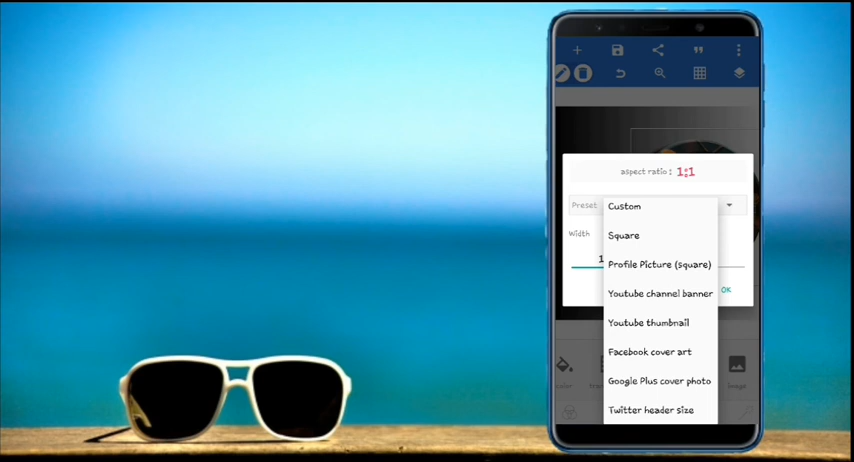 aspect ratio : 1:1
Preset
Custom
Width
Square
Profile Picture (square)
Youtube channel banner
OK
Youtube thumbnail
Facebook cover art
image
Google Plus cover photo
Twitter header size